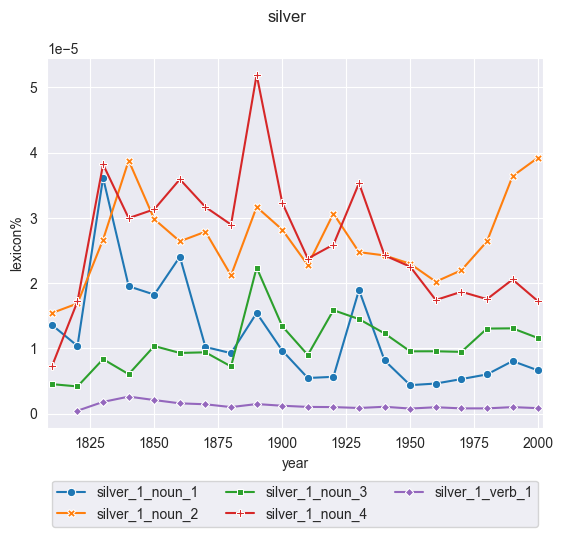 silver
1e−5
5
4
3
2
1
0
lexicon%
1825 1850 1875 1900 1925 1950 1975 2000
year
silver_1_noun_1 silver_1_noun_3 silver_1_verb_1
silver_1_noun_2 silver_1_noun_4